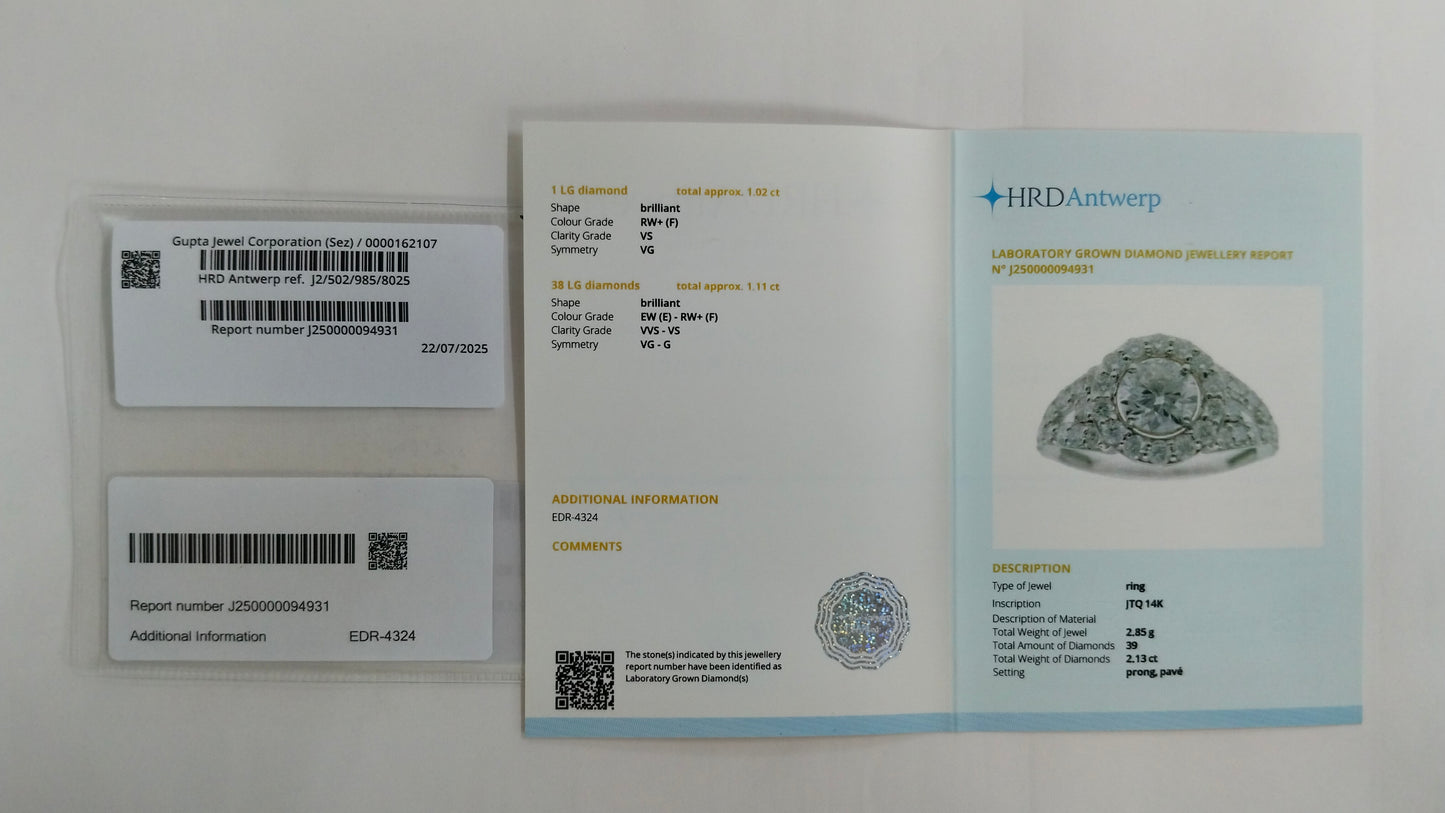 Gupta Jewel Corporation (Sez) / 0000162107
HRD Antwerp ref. J2/502/985/8025
Report number J250000094931
22/07/2025
Report number J250000094931
Additional Information EDR-4324
1 LG diamond total approx. 1.02 ct
Shape brilliant
Colour Grade RW+ (F)
Clarity Grade VS
Symmetry VG
38 LG diamonds total approx. 1.11 ct
Shape brilliant
Colour Grade EW (E) - RW+ (F)
Clarity Grade VVS - VS
Symmetry VG - G
ADDITIONAL INFORMATION
EDR-4324
COMMENTS
The stone(s) indicated by this jewellery
report number have been identified as
Laboratory Grown Diamond(s)
HRDAntwerp
LABORATORY GROWN DIAMOND JEWELLERY REPORT
N° J250000094931
DESCRIPTION
Type of Jewel ring
Inscription JTQ 14K
Description of Material
Total Weight of Jewel 2.85 g
Total Amount of Diamonds 39
Total Weight of Diamonds 2.13 ct
Setting prong, pavé